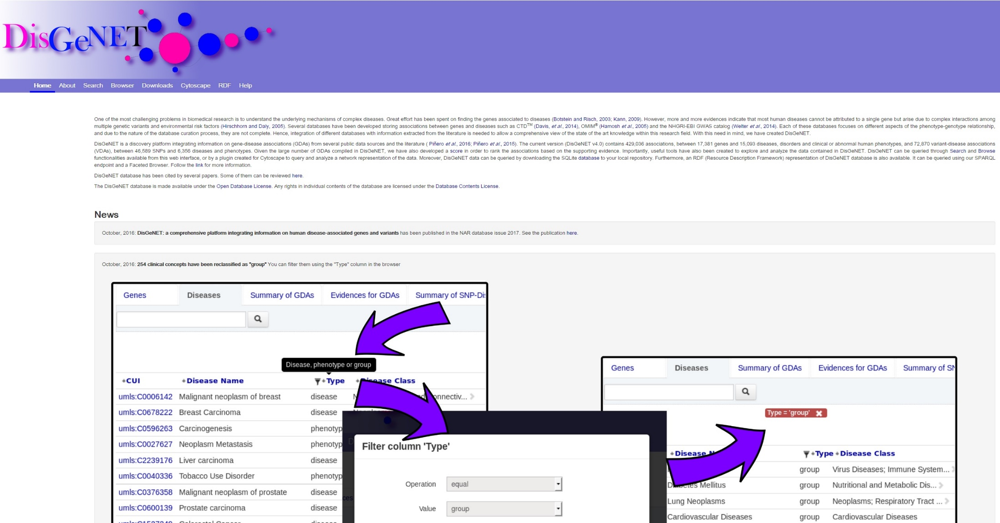 DisGeNET
Home About Search Browser Downloads Cytoscape RDF Help
One of the most challenging problems in biomedical research is to understand the underlying mechanisms of complex diseases. Great effort has been spent on finding the genes associated to diseases (Botstein and Risch, 2003; Kann, 2009). However, more and more evidences indicate that most human diseases cannot be attributed to a single gene but arise due to complex interactions among
multiple genetic variants and environmental risk factors (Hirschhorn and Daly, 2005). Several databases have been developed storing associations between genes and diseases such as CTD™ (Davis, et al., 2014), OMIM® (Hamosh et al., 2005) and the NHGRI-EBI GWAS catalog (Welter et al., 2014). Each of these databases focuses on different aspects of the phenotype-genotype relationship,
and due to the nature of the database curation process, they are not complete. Hence, integration of different databases with information extracted from the literature is needed to allow a comprehensive view of the state of the art knowledge within this research field. With this need in mind, we have created DisGeNET.
DisGeNET is a discovery platform integrating information on gene-disease associations (GDAs) from several public data sources and the literature ( Piñero et al., 2016; Piñero et al., 2015). The current version (DisGeNET v4.0) contains 429,036 associations, between 17,381 genes and 15,093 diseases, disorders and clinical or abnormal human phenotypes, and 72,870 variant-disease associations
(VDAs), between 46,589 SNPs and 6,356 diseases and phenotypes. Given the large number of GDAs compiled in DisGeNET, we have also developed a score in order to rank the associations based on the supporting evidence. Importantly, useful tools have also been created to explore and analyze the data contained in DisGeNET. DisGeNET can be queried through Search and Browse
functionalities available from this web interface, or by a plugin created for Cytoscape to query and analyze a network representation of the data. Moreover, DisGeNET data can be queried by downloading the SQLite database to your local repository. Furthermore, an RDF (Resource Description Framework) representation of DisGeNET database is also available. It can be queried using our SPARQL
endpoint and a Faceted Browser. Follow the link for more information.
DisGeNET database has been cited by several papers. Some of them can be reviewed here.
The DisGeNET database is made available under the Open Database License. Any rights in individual contents of the database are licensed under the Database Contents License.
News
October, 2016: DisGeNET: a comprehensive platform integrating information on human disease-associated genes and variants has been published in the NAR database issue 2017. See the publication here.
October, 2016: 254 clinical concepts have been reclassified as "group" You can filter them using the "Type" column in the browser
Genes Diseases Summary of GDAs Evidences for GDAs Summary of SNP-Dis
Disease, phenotype or group
CUI Disease Name Type Disease Class
umls:C0006142 Malignant neoplasm of breast disease
umls:C0678222 Breast Carcinoma disease
umls:C0596263 Carcinogenesis phenotyp
umls:C0027627 Neoplasm Metastasis phenotyp
umls:C2239176 Liver carcinoma disease
umls:C0040336 Tobacco Use Disorder phenotyp
umls:C0376358 Malignant neoplasm of prostate disease
umls:C0600139 Prostate carcinoma disease
Filter column 'Type'
Operation equal
Value group
Genes Diseases Summary of GDAs Evidences for GDAs Summary of SN
Type = 'group'
Disease Type Disease Class
group Virus Diseases; Immune System...
Diabetes Mellitus group Nutritional and Metabolic Dis...
Lung Neoplasms group Neoplasms; Respiratory Tract ...
Cardiovascular Diseases group Cardiovascular Diseases